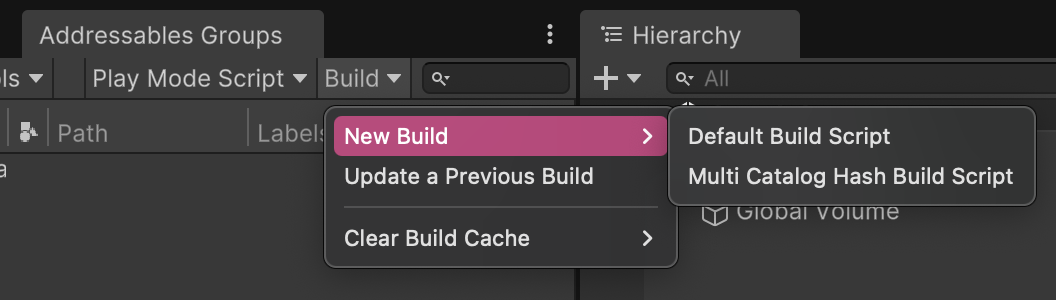 Addressables Groups
Hierarchy
ls
Play Mode Script
Build
All
Path
Labels
New Build
Default Build Script
Update a Previous Build
Multi Catalog Hash Build Script
a
Global Volume
Clear Build Cache